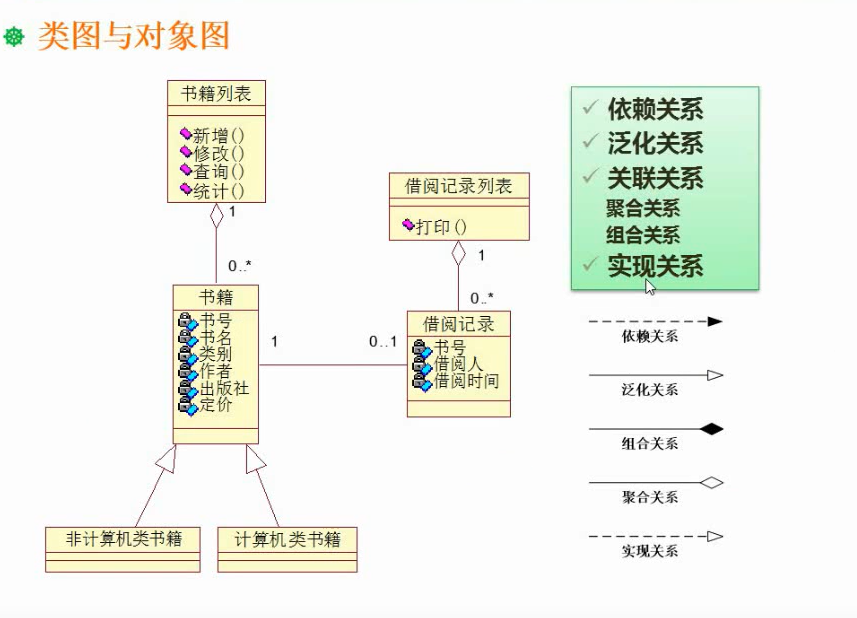 类图与对象图
书籍列表
新增()
修改()
查询()
统计()
1
0..*
书籍
书号
书名
类别
作者
出版社
定价
1
0..1
借阅记录列表
打印()
1
0..*
借阅记录
书号
借阅人
借阅时间
非计算机类书籍
计算机类书籍
依赖关系
泛化关系
关联关系
聚合关系
组合关系
实现关系
依赖关系
泛化关系
组合关系
聚合关系
实现关系